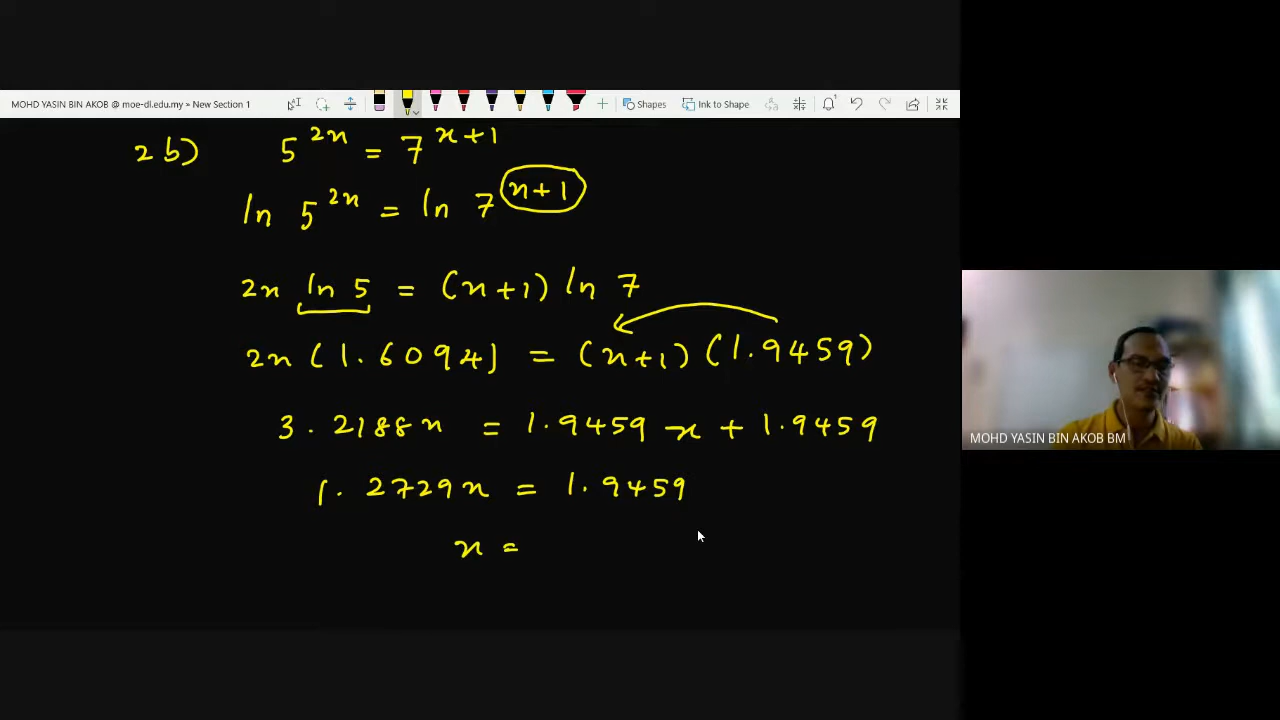 MOHD YASIN BIN AKOB @ moe-dl.edu.my » New Section 1
Shapes
Ink to Shape
2 b) 5^2x = 7^x+1
ln 5^2x = ln 7^x+1
2x ln 5 = (x+1) ln 7
2x (1.6094) = (x+1) (1.9459)
3.2188x = 1.9459x + 1.9459
1.2729x = 1.9459
x =
MOHD YASIN BIN AKOB BM